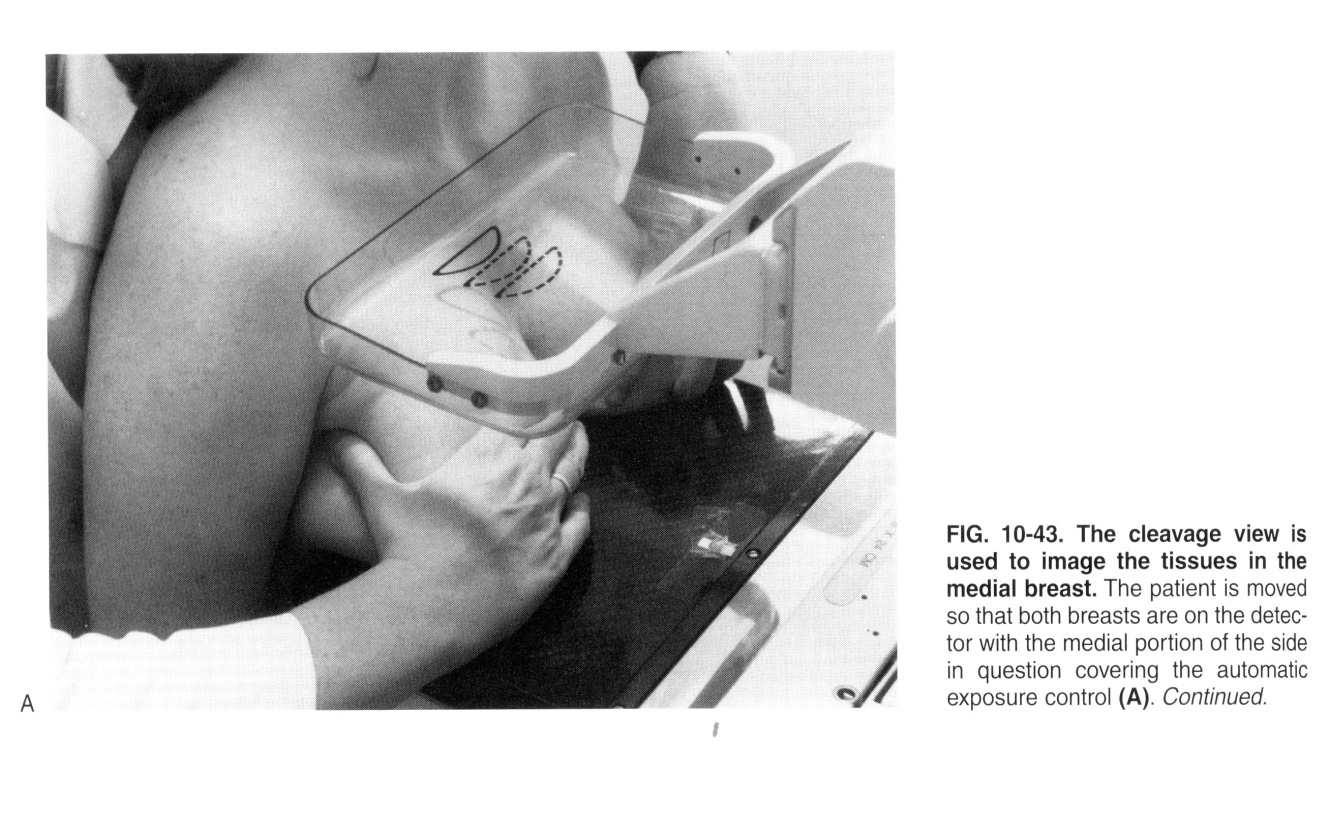 FIG. 10-43. The cleavage view is
used to image the tissues in the
medial breast. The patient is moved
so that both breasts are on the detec-
tor with the medial portion of the side
in question covering the automatic
exposure control (A). Continued.
A